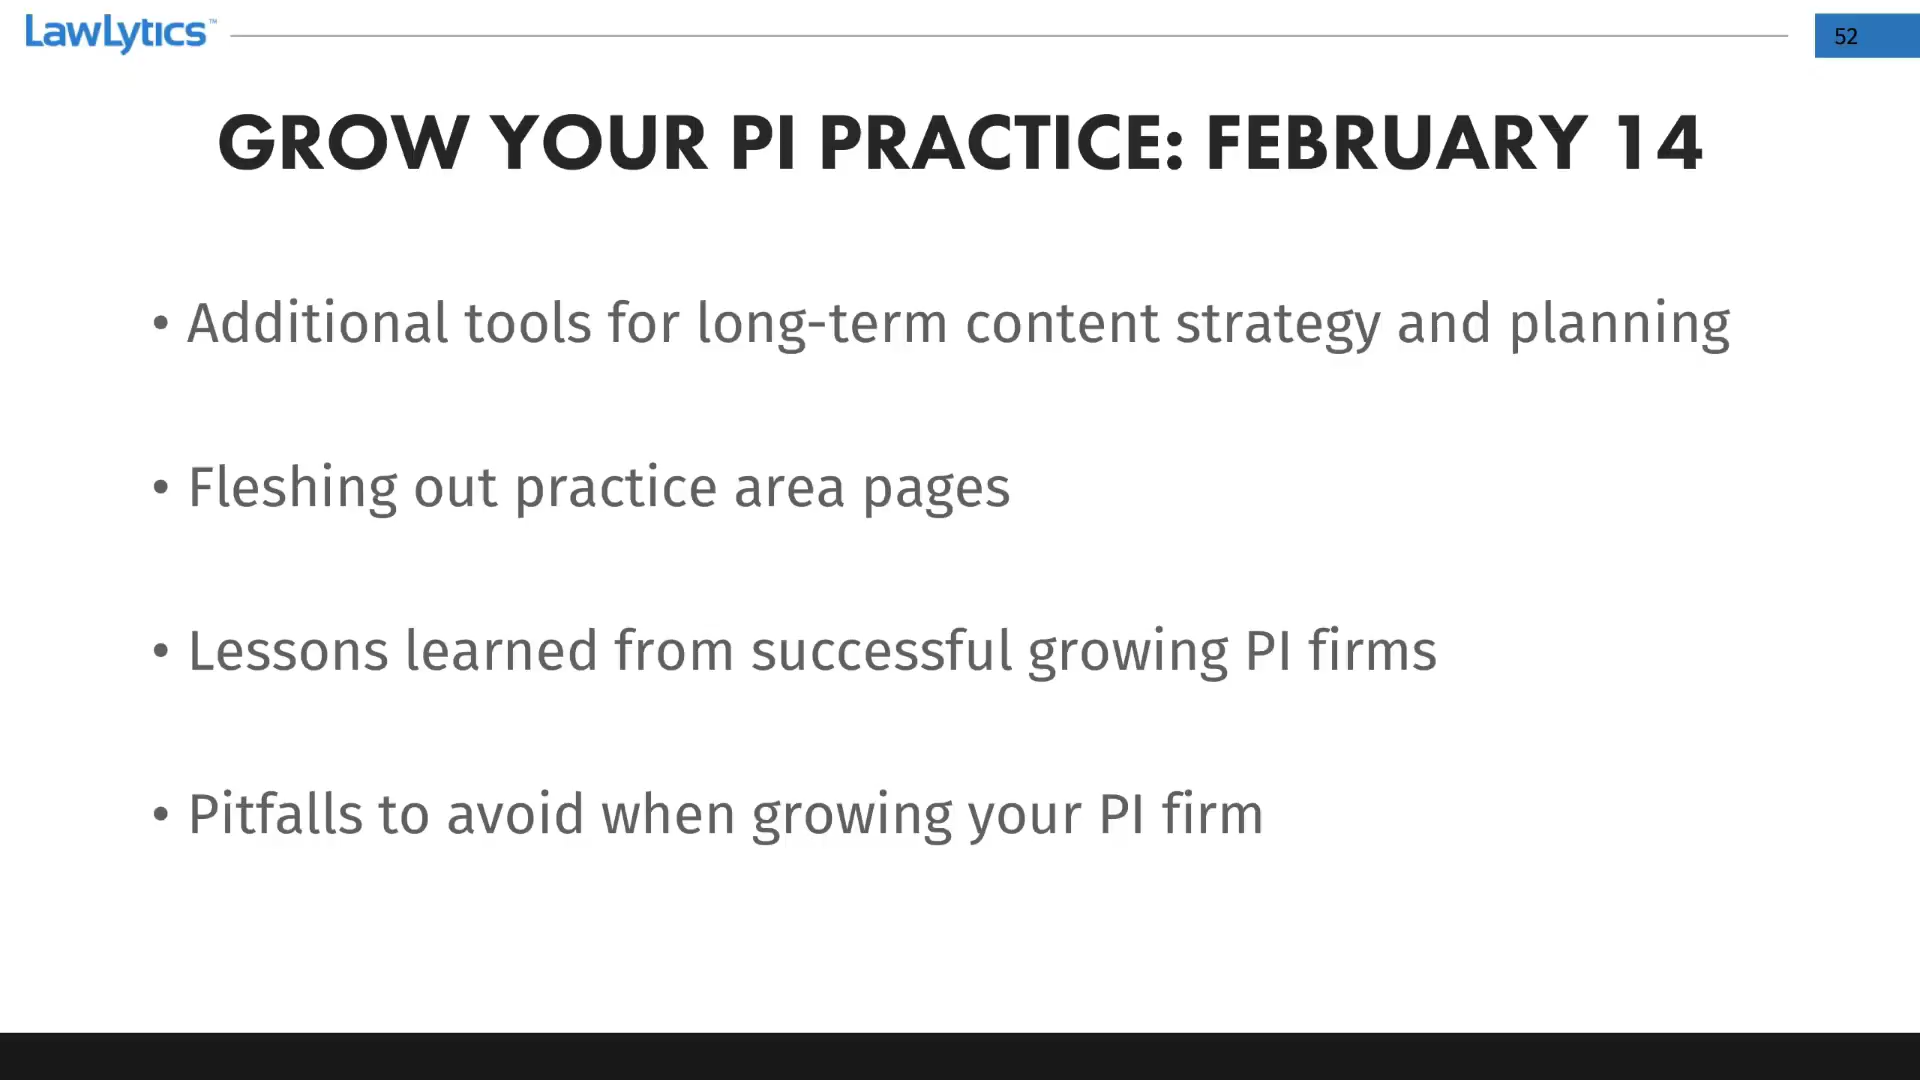 LawLytics™
52
GROW YOUR PI PRACTICE: FEBRUARY 14
• Additional tools for long-term content strategy and planning
• Fleshing out practice area pages
• Lessons learned from successful growing PI firms
• Pitfalls to avoid when growing your PI firm